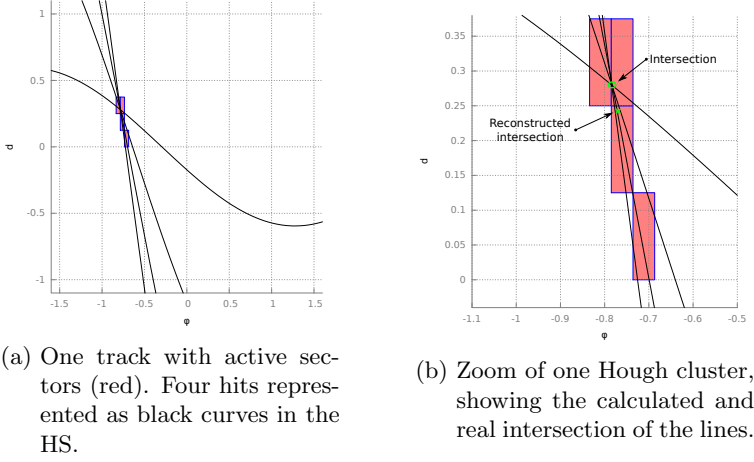 1
0.5
0
-0.5
-1
d
-1.5
-1
-0.5
0
0.5
1
1.5
φ
(a) One track with active sec-
tors (red). Four hits repres-
ented as black curves in the
HS.
0.35
0.3
0.25
0.2
0.15
0.1
0.05
0
d
Intersection
Reconstructed
intersection
-1.1
-1
-0.9
-0.8
-0.7
-0.6
-0.5
φ
(b) Zoom of one Hough cluster,
showing the calculated and
real intersection of the lines.